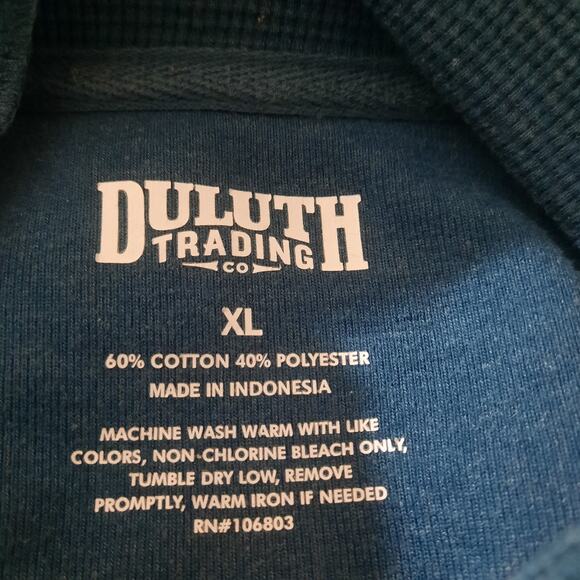 DULUTH
TRADING
CO
XL
60% COTTON 40% POLYESTER
MADE IN INDONESIA
MACHINE WASH WARM WITH LIKE
COLORS, NON-CHLORINE BLEACH ONLY,
TUMBLE DRY LOW, REMOVE
PROMPTLY, WARM IRON IF NEEDED
RN#106803